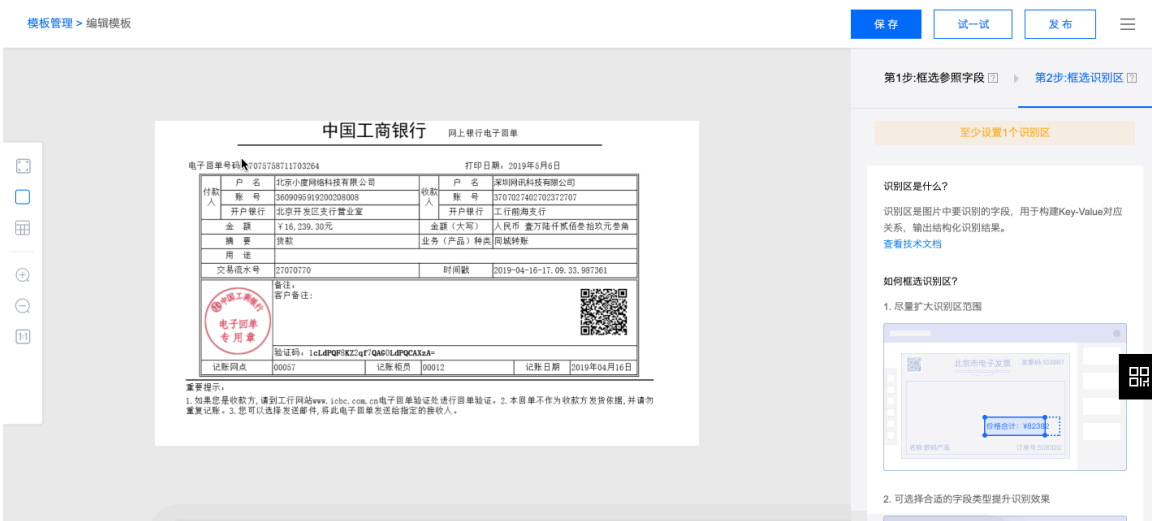 模板管理 > 编辑模板
保存 试一试 发布
第1步:框选参照字段 ? 第2步:框选识别区 ?
至少设置1个识别区
中国工商银行 网上银行电子回单
电子回单号码 7075758711703264 打印日期：2019年5月6日
付款人 户 名 北京小度网络科技有限公司 收款人 户 名 深圳网讯科技有限公司
账 号 3609095919200208008 账 号 3707027402702372707
开户银行 北京开发区支行营业室 开户银行 工行前海支行
金 额 ￥16,239.30元 金额（大写） 人民币 壹万陆仟贰佰叁拾玖元叁角
摘 要 货款 业务（产品）种类 同城转账
用 途
交易流水号 27070770 时间戳 2019-04-16-17.09.33.987361
备注：
客户备注：
中国工商银行
电子回单
专用章
验证码：1cLdPQFSKZ2qf7QAG0LdPQCAXzA=
记账网点 00057 记账柜员 00012 记账日期 2019年04月16日
重要提示：
1.如果您是收款方,请到工行网站www.icbc.com.cn电子回单验证处进行回单验证。2.本回单不作为收款方发货依据,并请勿
重复记账。3.您可以选择发送邮件,将此电子回单发送给指定的接收人。
1:1
识别区是什么?
识别区是图片中要识别的字段，用于构建Key-Value对应
关系，输出结构化识别结果。
查看技术文档
如何框选识别区?
1. 尽量扩大识别区范围
北京市电子发票
价格合计：¥82382
订单号:508320
2. 可选择合适的字段类型提升识别效果